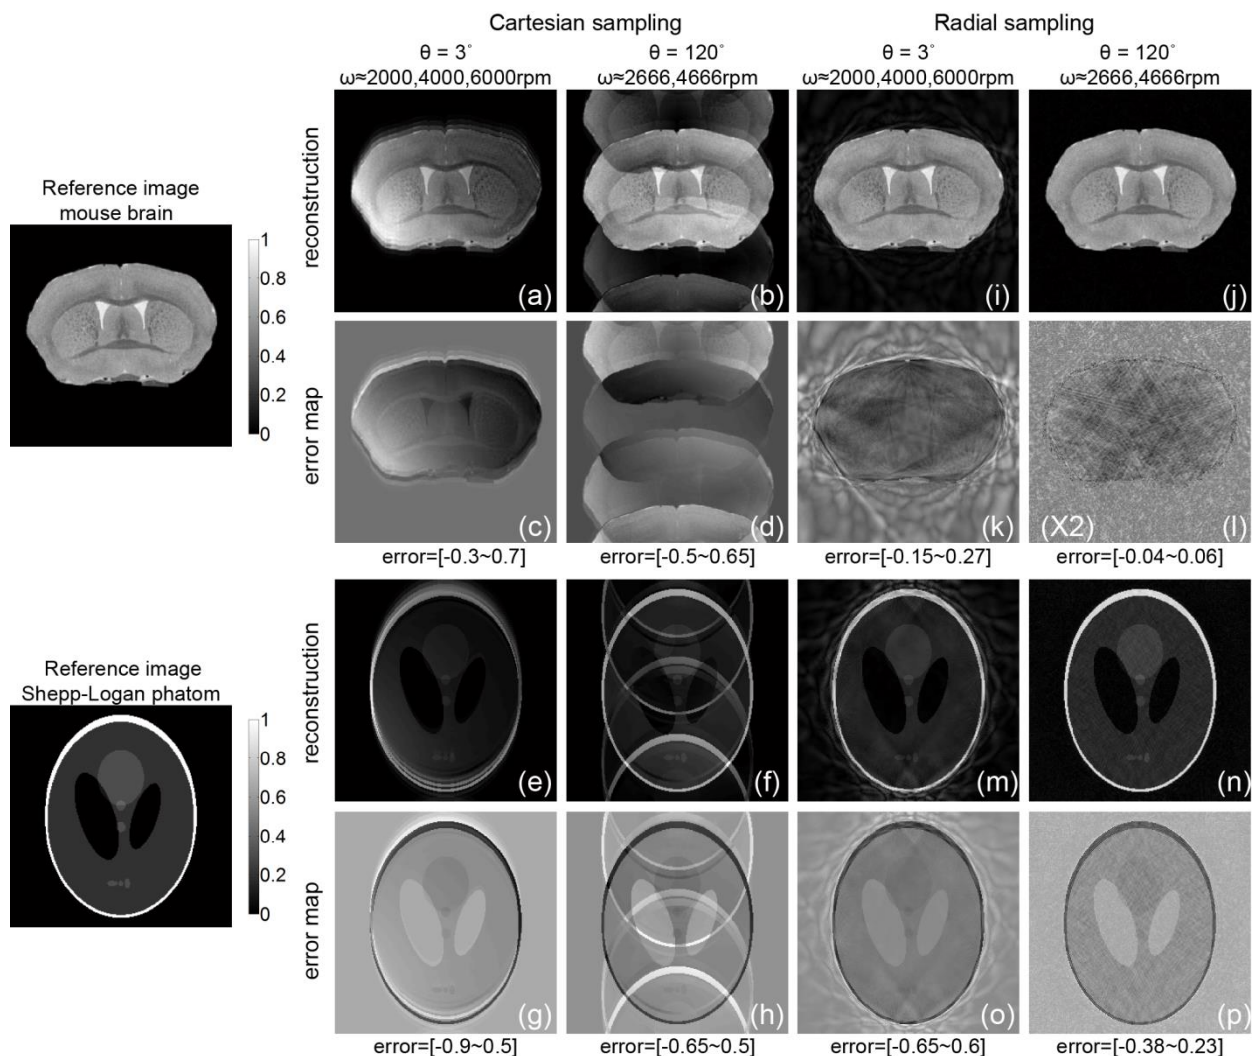 Cartesian sampling
Radial sampling
θ = 3°
θ = 120°
θ = 3°
θ = 120°
ω≈2000,4000,6000rpm
ω≈2666,4666rpm
ω≈2000,4000,6000rpm
ω≈2666,4666rpm
Reference image
mouse brain
1
0.8
0.6
0.4
0.2
0
reconstruction
(a)
(b)
(i)
(j)
error map
(c)
(d)
(k)
(X2)
(l)
error=[-0.3~0.7]
error=[-0.5~0.65]
error=[-0.15~0.27]
error=[-0.04~0.06]
Reference image
Shepp-Logan phatom
1
0.8
0.6
0.4
0.2
0
reconstruction
(e)
(f)
(m)
(n)
error map
(g)
(h)
(o)
(p)
error=[-0.9~0.5]
error=[-0.65~0.5]
error=[-0.65~0.6]
error=[-0.38~0.23]